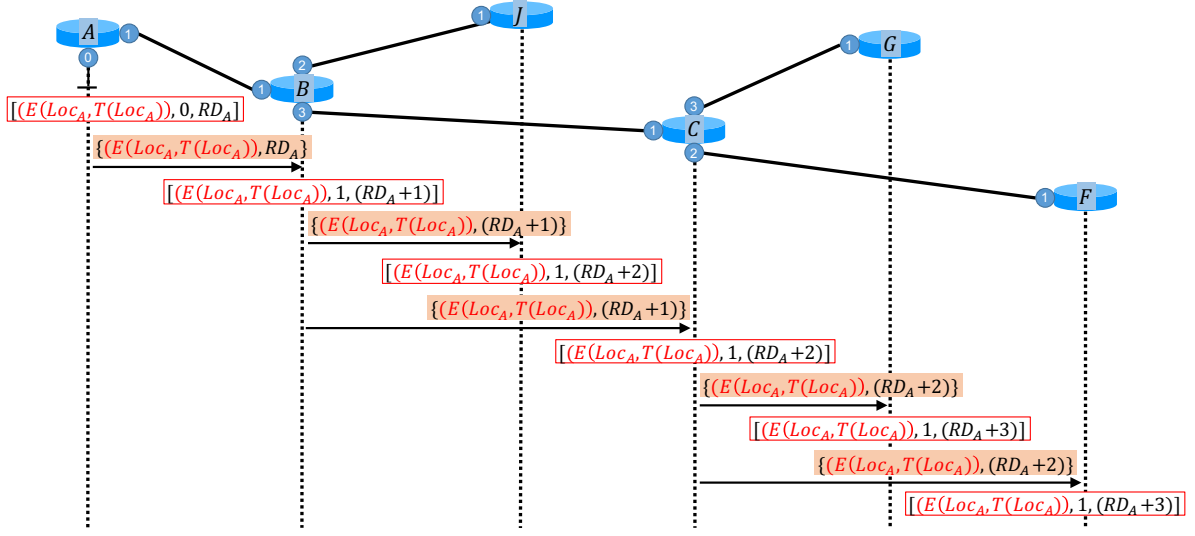 A
1
0
1
J
2
B
1
3
1
G
3
1
C
2
1
F
[(E(Loc_A,T(Loc_A)),0,RD_A]
{(E(Loc_A,T(Loc_A)),RD_A}
[(E(Loc_A,T(Loc_A)),1,(RD_A+1)]
{(E(Loc_A,T(Loc_A)),(RD_A+1)}
[(E(Loc_A,T(Loc_A)),1,(RD_A+2)]
{(E(Loc_A,T(Loc_A)),(RD_A+1)}
[(E(Loc_A,T(Loc_A)),1,(RD_A+2)]
{(E(Loc_A,T(Loc_A)),(RD_A+2)}
[(E(Loc_A,T(Loc_A)),1,(RD_A+3)]
{(E(Loc_A,T(Loc_A)),(RD_A+2)}
[(E(Loc_A,T(Loc_A)),1,(RD_A+3)]